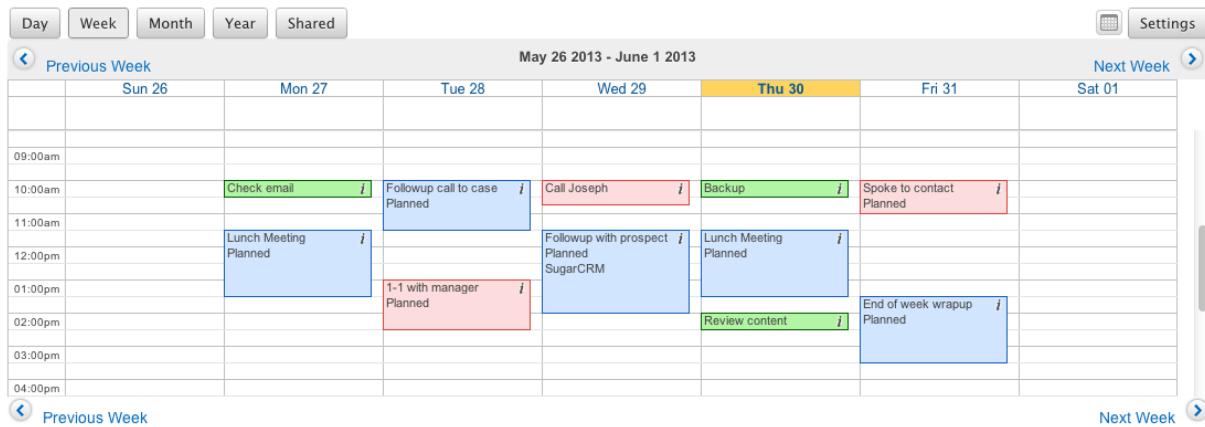 Day Week Month Year Shared Settings
Previous Week May 26 2013 - June 1 2013 Next Week
Sun 26 Mon 27 Tue 28 Wed 29 Thu 30 Fri 31 Sat 01
09:00am
10:00am
11:00am
12:00pm
01:00pm
02:00pm
03:00pm
04:00pm
Check email i
Lunch Meeting i
Planned
Followup call to case i
Planned
1-1 with manager i
Planned
Call Joseph i
Followup with prospect i
Planned
SugarCRM
Backup i
Lunch Meeting i
Planned
Review content i
Spoke to contact i
Planned
End of week wrapup i
Planned
Previous Week Next Week